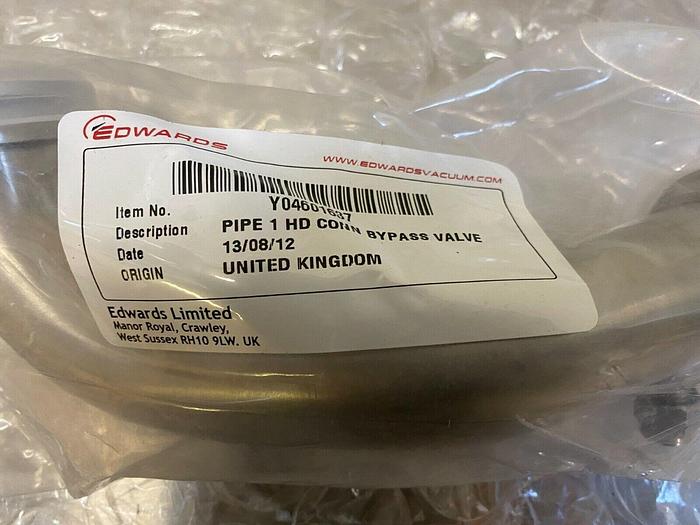 EDWARDS
WWW.EDWARDSVACUUM.COM
Item No. Y04601637
Description PIPE 1 HD CONN BYPASS VALVE
Date 13/08/12
ORIGIN UNITED KINGDOM
Edwards Limited
Manor Royal, Crawley,
West Sussex RH10 9LW. UK